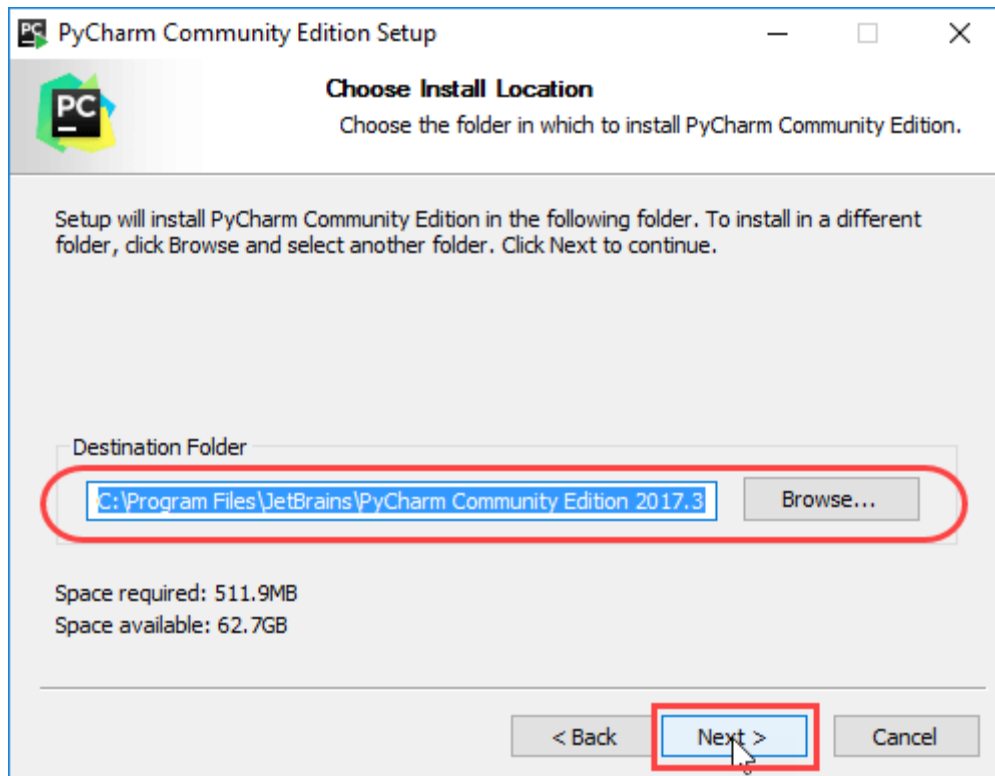 PC PyCharm Community Edition Setup
PC
Choose Install Location
Choose the folder in which to install PyCharm Community Edition.
Setup will install PyCharm Community Edition in the following folder. To install in a different
folder, click Browse and select another folder. Click Next to continue.
Destination Folder
C:\Program Files\JetBrains\PyCharm Community Edition 2017.3
Browse...
Space required: 511.9MB
Space available: 62.7GB
< Back
Next >
Cancel